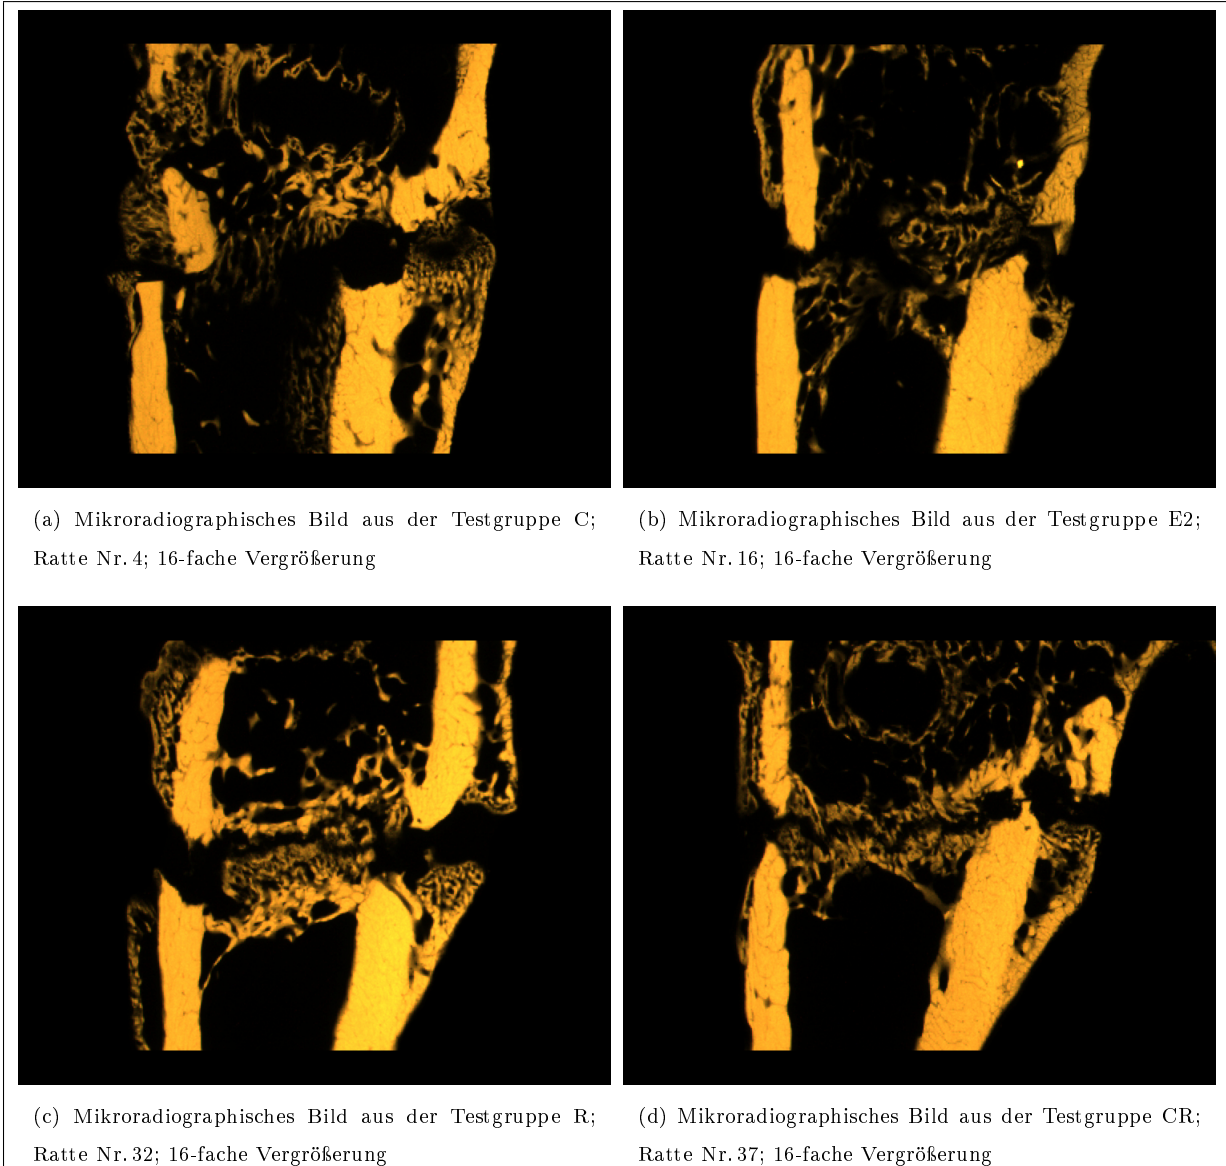 (a) Mikroradiographisches Bild aus der Testgruppe C;
Ratte Nr. 4; 16-fache Vergrößerung
(b) Mikroradiographisches Bild aus der Testgruppe E2;
Ratte Nr. 16; 16-fache Vergrößerung
(c) Mikroradiographisches Bild aus der Testgruppe R;
Ratte Nr. 32; 16-fache Vergrößerung
(d) Mikroradiographisches Bild aus der Testgruppe CR;
Ratte Nr. 37; 16-fache Vergrößerung